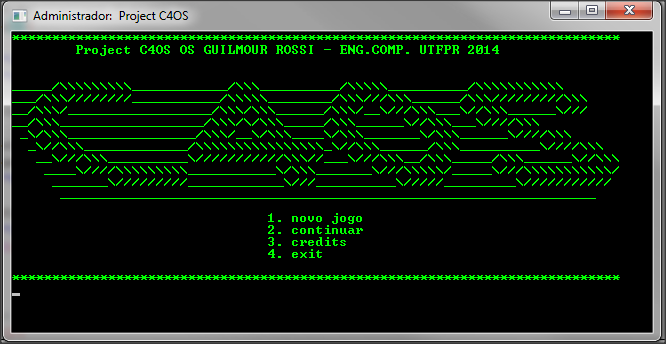 Administrador: Project C4OS
Project C4OS OS GUILMOUR ROSSI - ENG.COMP. UTFPR 2014
C4OS
1. novo jogo
2. continuar
3. credits
4. exit